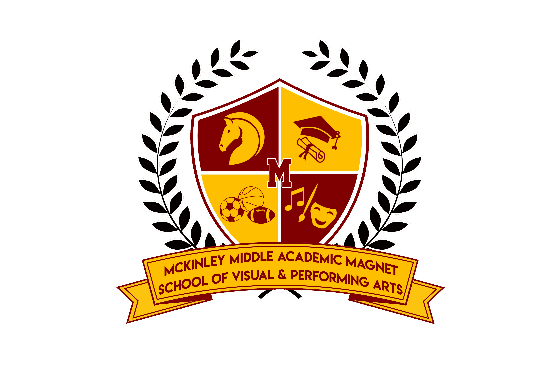 M
MCKINLEY MIDDLE ACADEMIC MAGNET
SCHOOL OF VISUAL & PERFORMING ARTS